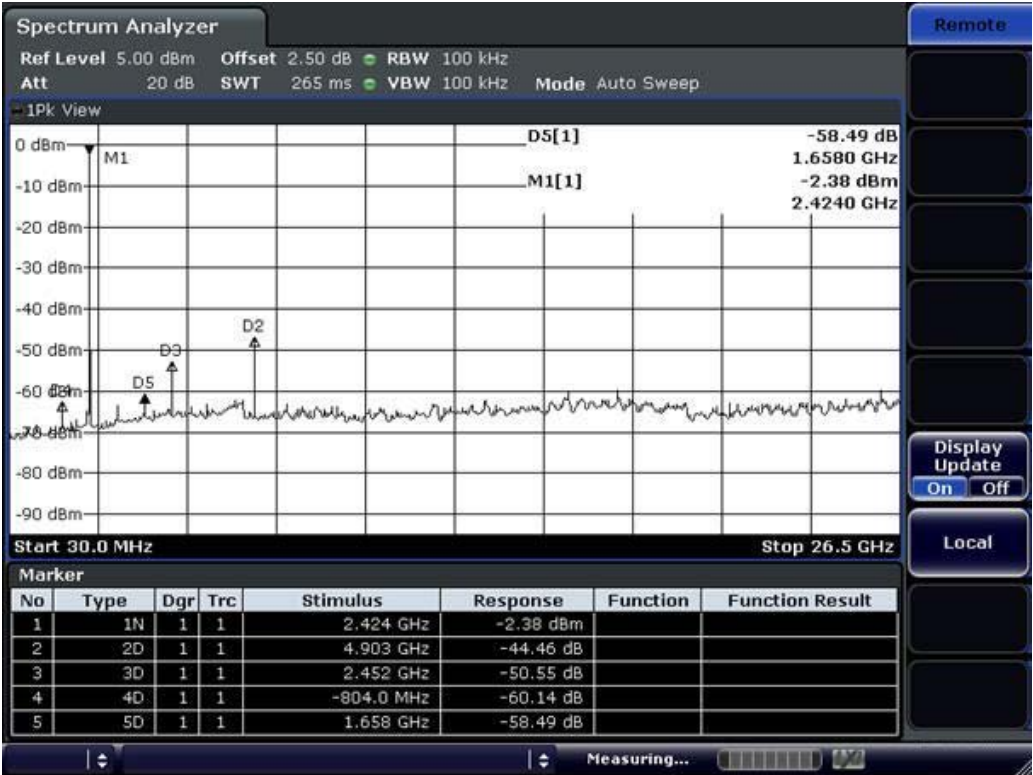 Spectrum Analyzer
Remote
Ref Level 5.00 dBm Offset 2.50 dB RBW 100 kHz
Att 20 dB SWT 265 ms VBW 100 kHz Mode Auto Sweep
1Pk View
D5[1] -58.49 dB
1.6580 GHz
M1[1] -2.38 dBm
2.4240 GHz
0 dBm
M1
-10 dBm
-20 dBm
-30 dBm
-40 dBm
D2
-50 dBm
D3
D5
-60 dBm
D4
-70 dBm
-80 dBm
-90 dBm
Start 30.0 MHz Stop 26.5 GHz
Display Update
On Off
Local
Marker
No Type Dgr Trc Stimulus Response Function Function Result
1 1N 1 1 2.424 GHz -2.38 dBm
2 2D 1 1 4.903 GHz -44.46 dB
3 3D 1 1 2.452 GHz -50.55 dB
4 4D 1 1 -804.0 MHz -60.14 dB
5 5D 1 1 1.658 GHz -58.49 dB
Measuring...